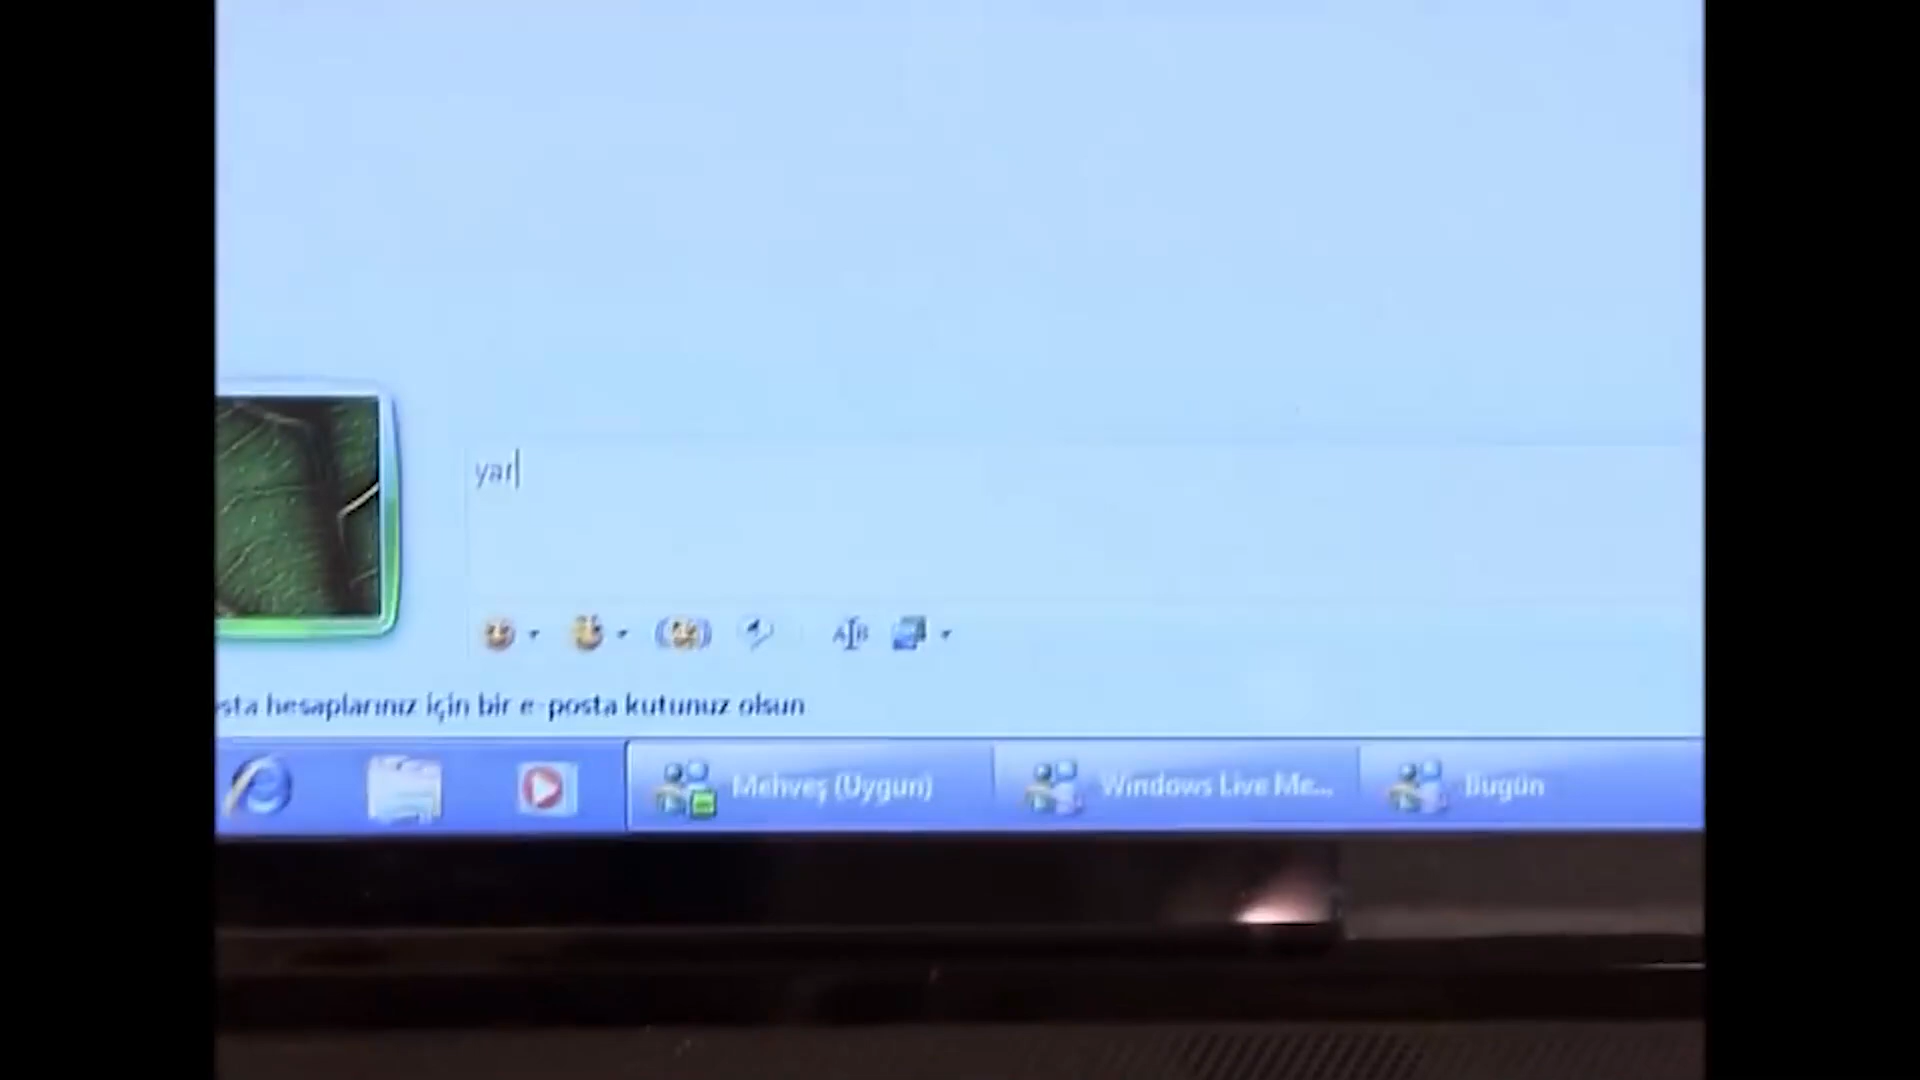 yar
sta hesaplarınız için bir e-posta kutunuz olsun
Mehveş (Uygun)
Windows Live Me...
Bugün